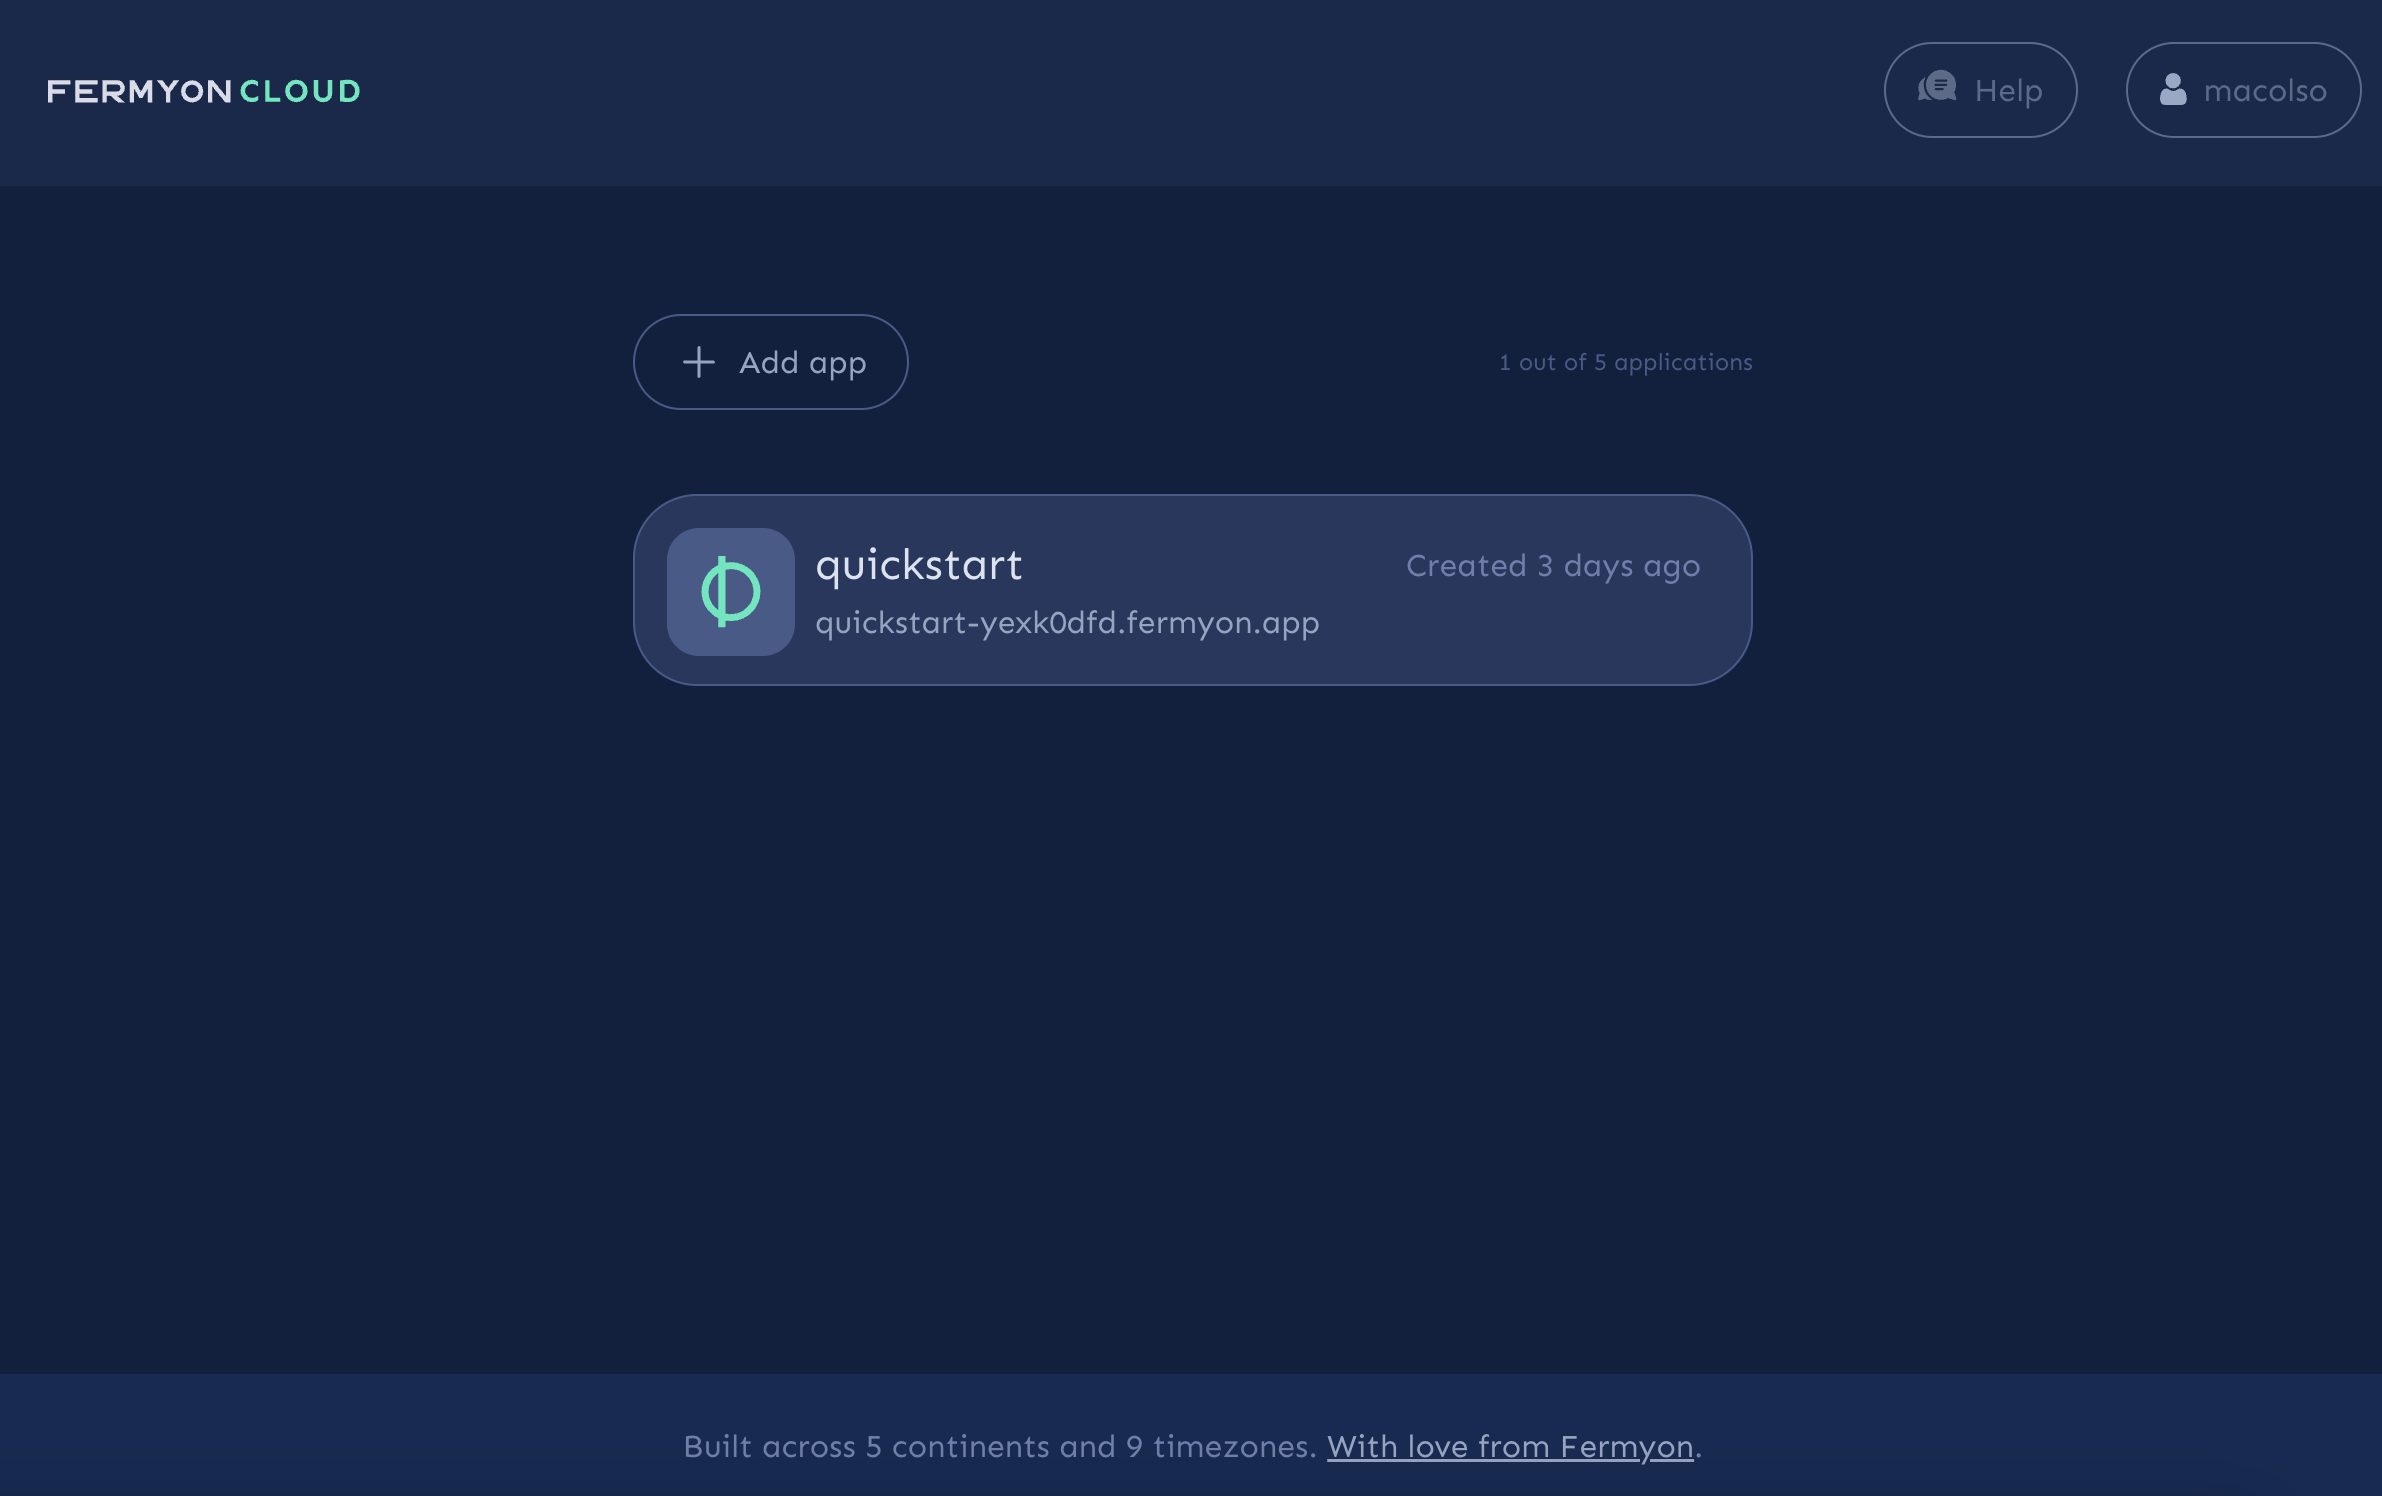 FERMYON CLOUD
Help
macolso
Add app
1 out of 5 applications
quickstart
Created 3 days ago
quickstart-yexk0dfd.fermyon.app
Built across 5 continents and 9 timezones. With love from Fermyon.